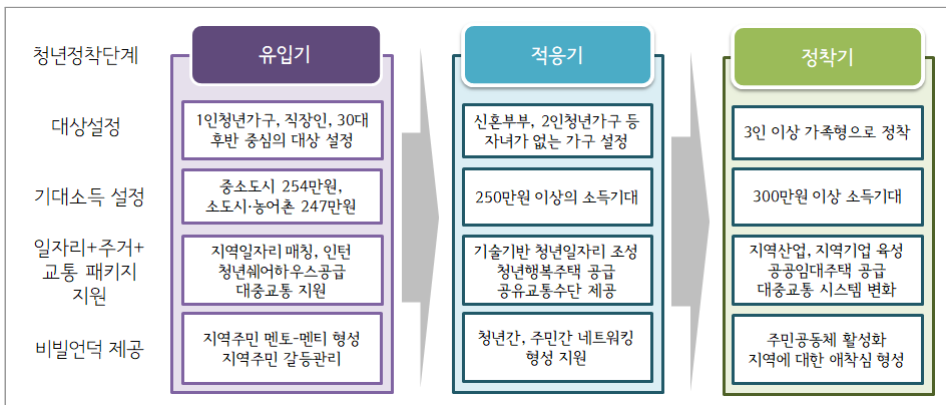 청년정착단계
유입기
적응기
정착기
대상설정
1인청년가구, 직장인, 30대
후반 중심의 대상 설정
신혼부부, 2인청년가구 등
자녀가 없는 가구 설정
3인 이상 가족형으로 정착
기대소득 설정
중소도시 254만원,
소도시·농어촌 247만원
250만원 이상의 소득기대
300만원 이상 소득기대
일자리+주거+
교통 패키지
지원
지역일자리 매칭, 인턴
청년쉐어하우스공급
대중교통 지원
기술기반 청년일자리 조성
청년행복주택 공급
공유교통수단 제공
지역산업, 지역기업 육성
공공임대주택 공급
대중교통 시스템 변화
비빌언덕 제공
지역주민 멘토-멘티 형성
지역주민 갈등관리
청년간, 주민간 네트워킹
형성 지원
주민공동체 활성화
지역에 대한 애착심 형성